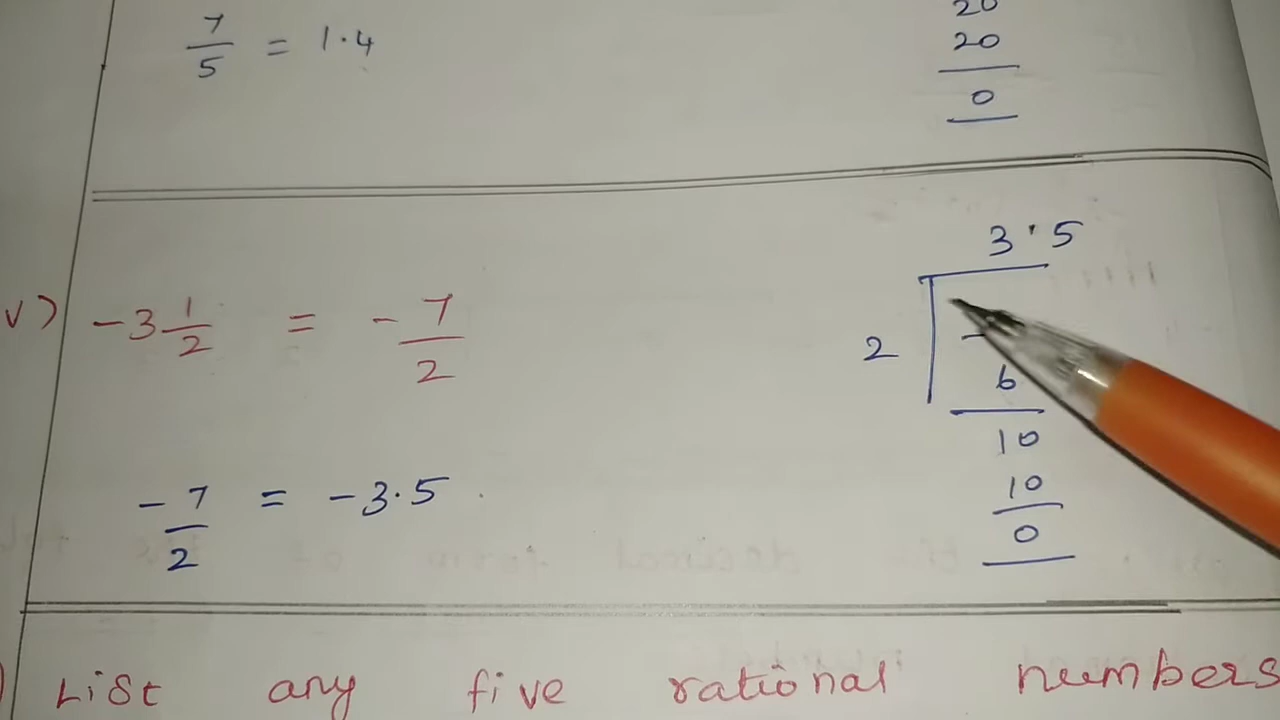 7/5 = 1.4
20
20
0
v) -3 1/2 = -7/2
3.5
2
6
10
10
0
-7/2 = -3.5
) List any five rational numbers